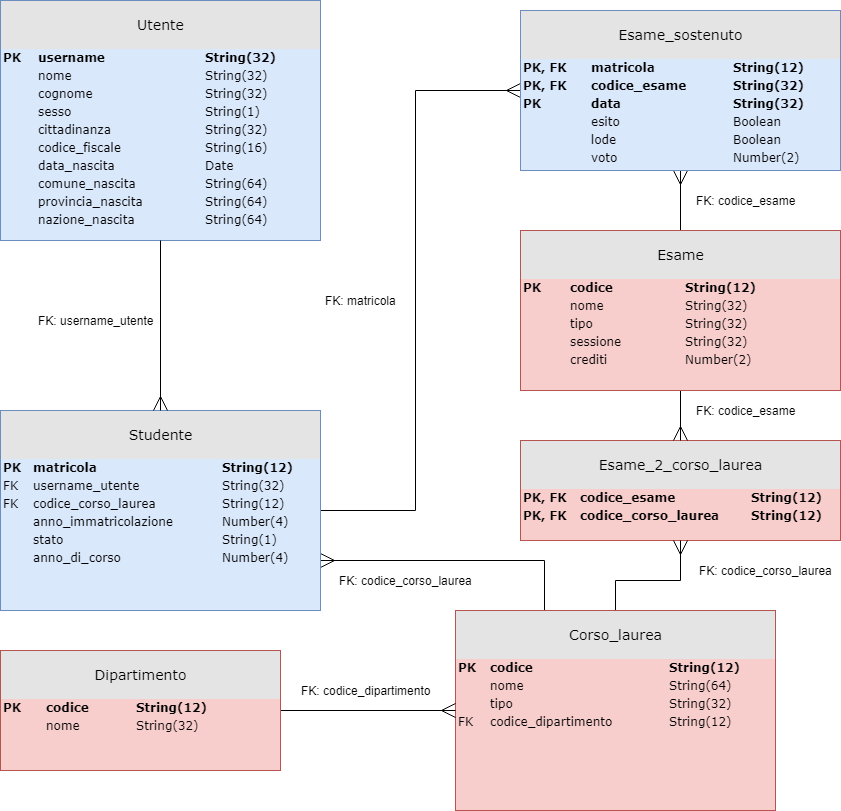 Utente
PK username String(32)
nome String(32)
cognome String(32)
sesso String(1)
cittadinanza String(32)
codice_fiscale String(16)
data_nascita Date
comune_nascita String(64)
provincia_nascita String(64)
nazione_nascita String(64)
Esame_sostenuto
PK, FK matricola String(12)
PK, FK codice_esame String(32)
PK data String(32)
esito Boolean
lode Boolean
voto Number(2)
FK: codice_esame
FK: username_utente
FK: matricola
Esame
PK codice String(12)
nome String(32)
tipo String(32)
sessione String(32)
crediti Number(2)
FK: codice_esame
Studente
PK matricola String(12)
FK username_utente String(32)
FK codice_corso_laurea String(12)
anno_immatricolazione Number(4)
stato String(1)
anno_di_corso Number(4)
Esame_2_corso_laurea
PK, FK codice_esame String(12)
PK, FK codice_corso_laurea String(12)
FK: codice_corso_laurea
FK: codice_corso_laurea
Dipartimento
PK codice String(12)
nome String(32)
FK: codice_dipartimento
Corso_laurea
PK codice String(12)
nome String(64)
tipo String(32)
FK codice_dipartimento String(12)